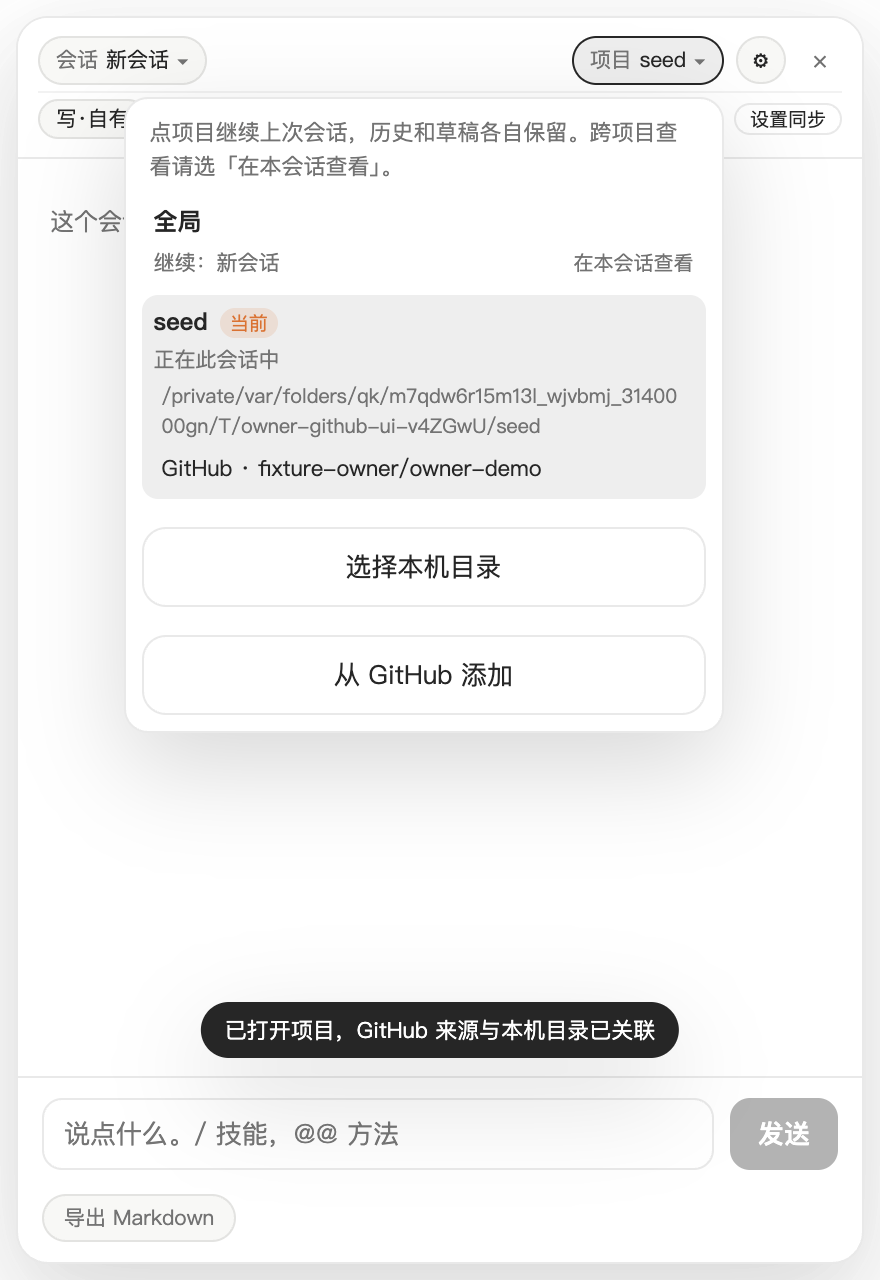 会话 新会话
项目 seed
写·自有
设置同步
点项目继续上次会话，历史和草稿各自保留。跨项目查
看请选「在本会话查看」。
这个会
全局
继续：新会话
在本会话查看
seed 当前
正在此会话中
/private/var/folders/qk/m7qdw6r15m13l_wjvbmj_31400
00gn/T/owner-github-ui-v4ZGwU/seed
GitHub · fixture-owner/owner-demo
选择本机目录
从 GitHub 添加
已打开项目，GitHub 来源与本机目录已关联
说点什么。/ 技能，@@ 方法
发送
导出 Markdown